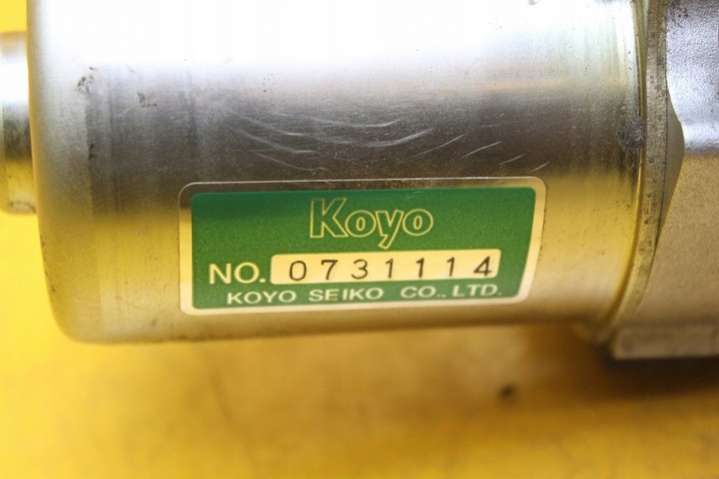 Koyo
NO. 0731114
KOYO SEIKO CO., LTD.